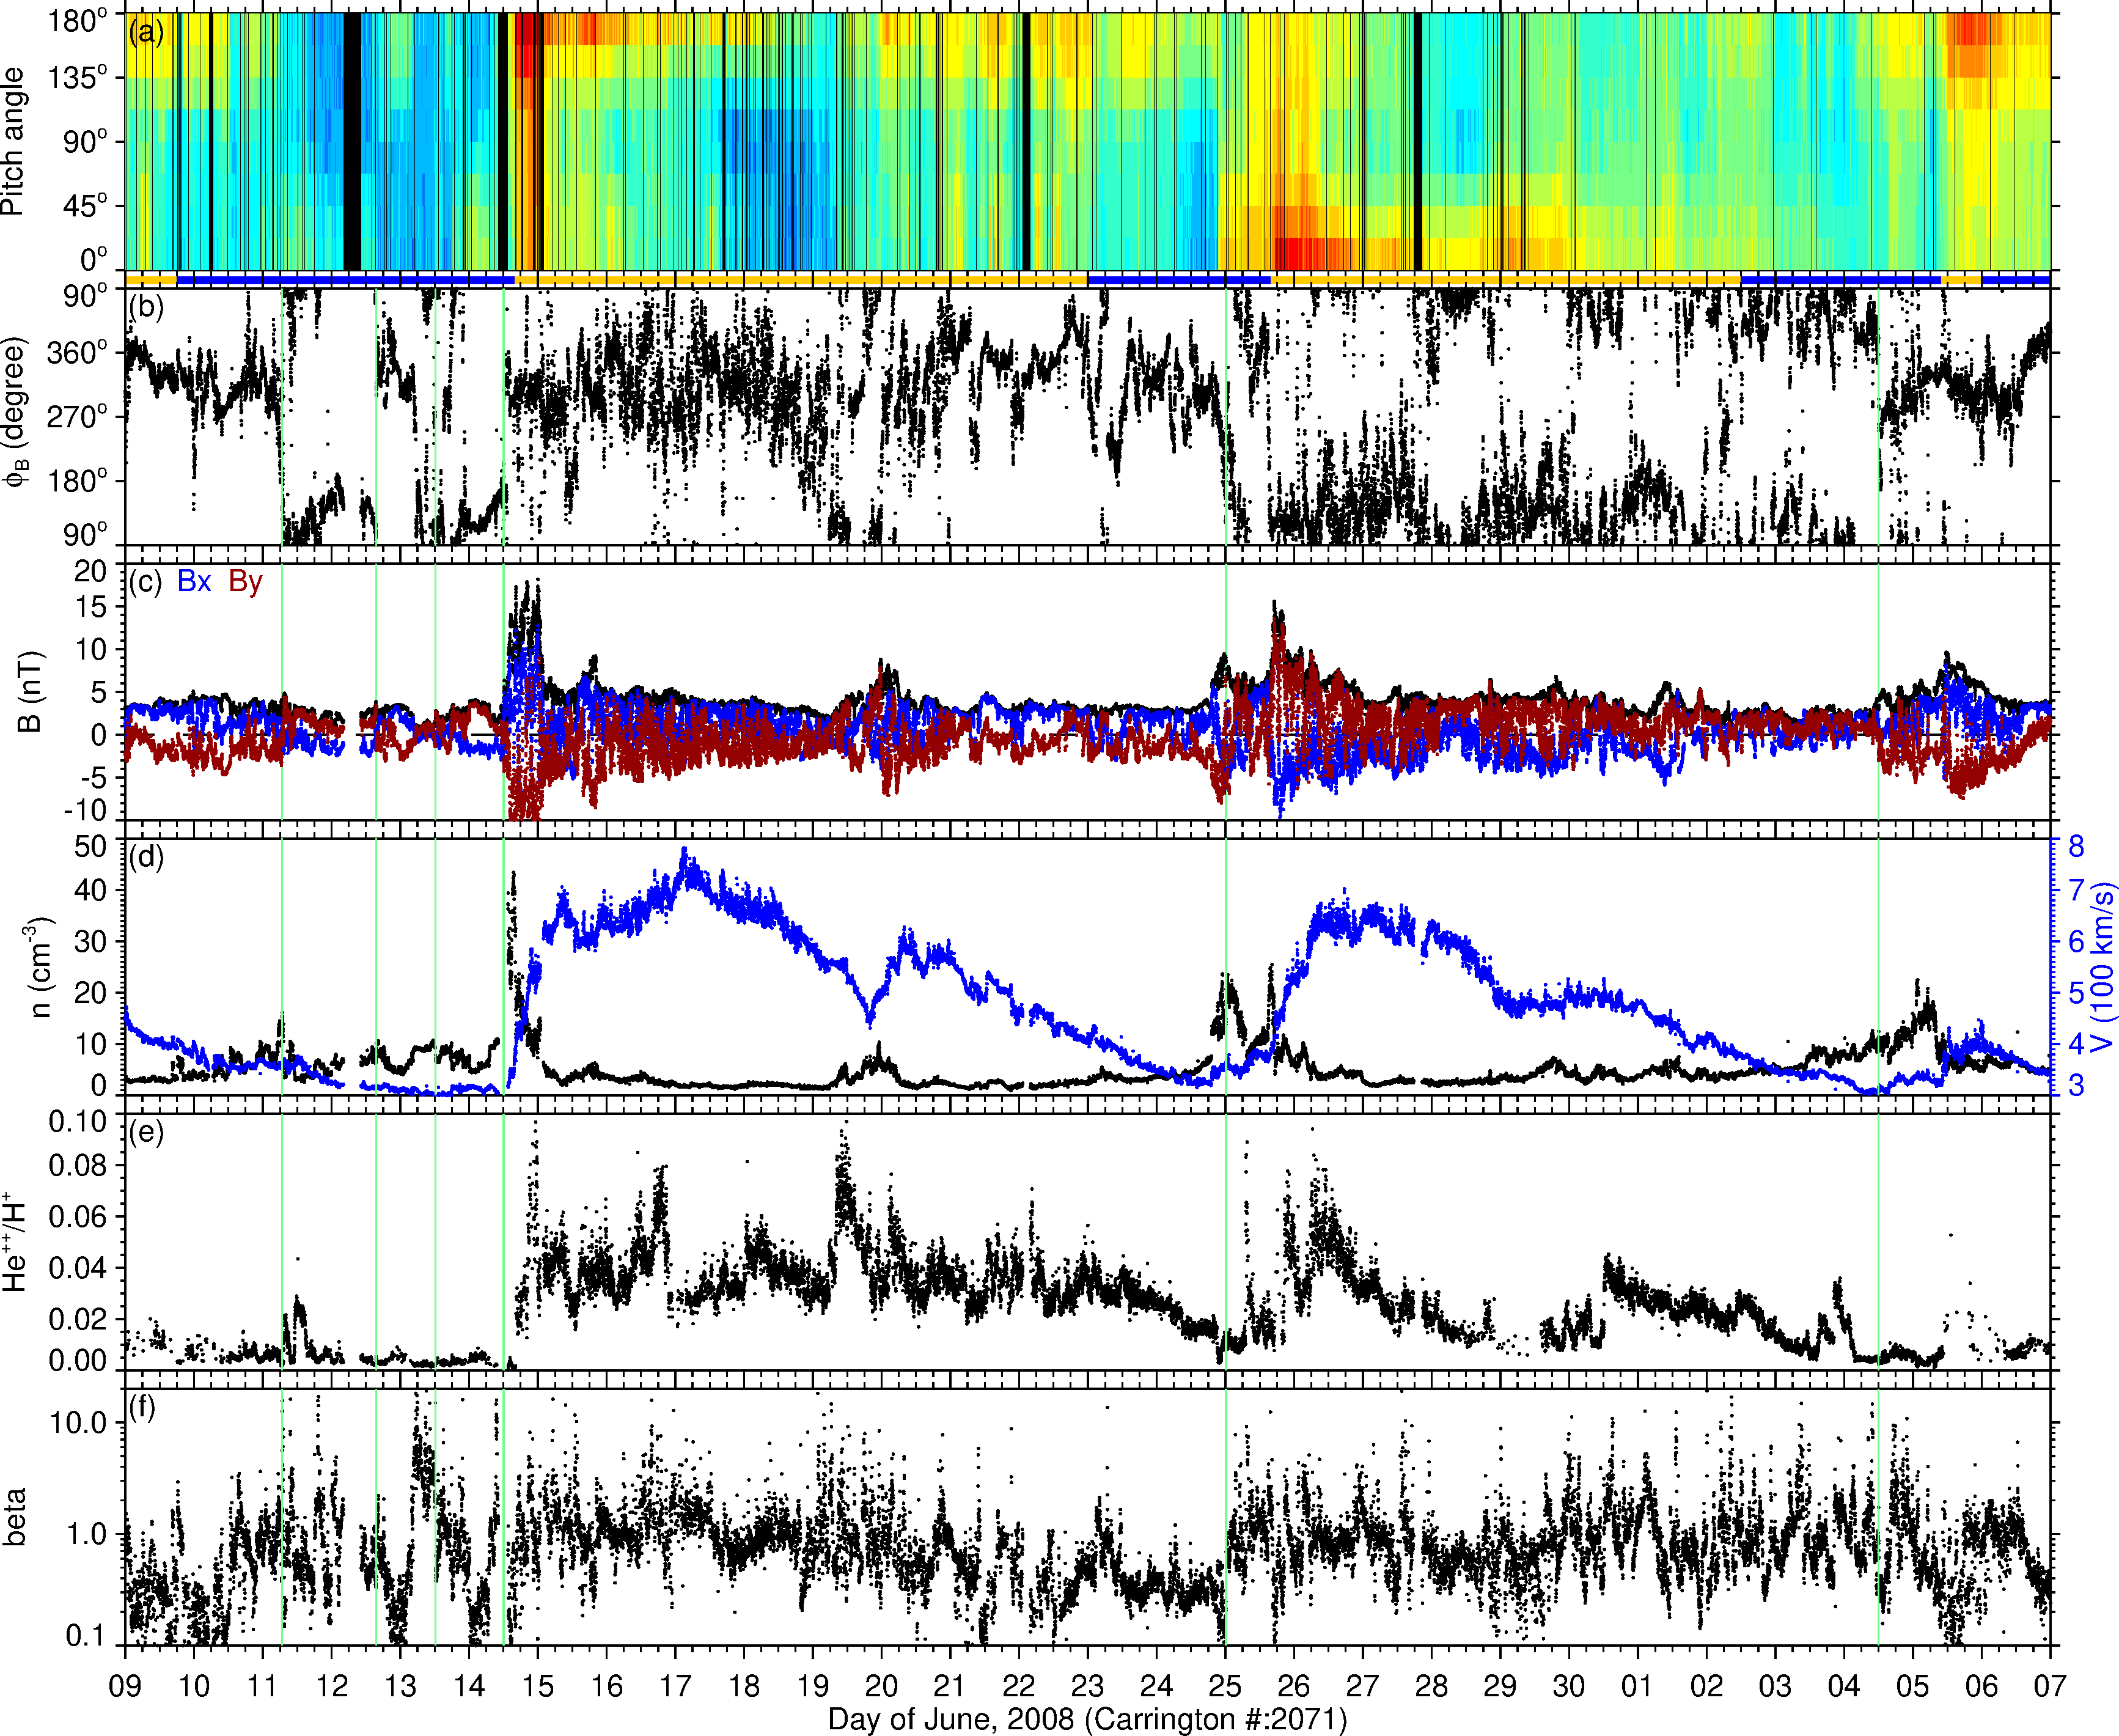 (a)
Pitch angle
180°
135°
90°
45°
0°
(b)
ϕB (degree)
90°
360°
270°
180°
90°
(c) Bx By
B (nT)
20
15
10
5
0
-5
-10
(d)
n (cm-3)
50
40
30
20
10
0
8
7
6
5
4
3
V (100 km/s)
(e)
He++/H+
0.10
0.08
0.06
0.04
0.02
0.00
(f)
beta
10.0
1.0
0.1
09 10 11 12 13 14 15 16 17 18 19 20 21 22 23 24 25 26 27 28 29 30 01 02 03 04 05 06 07
Day of June, 2008 (Carrington #:2071)